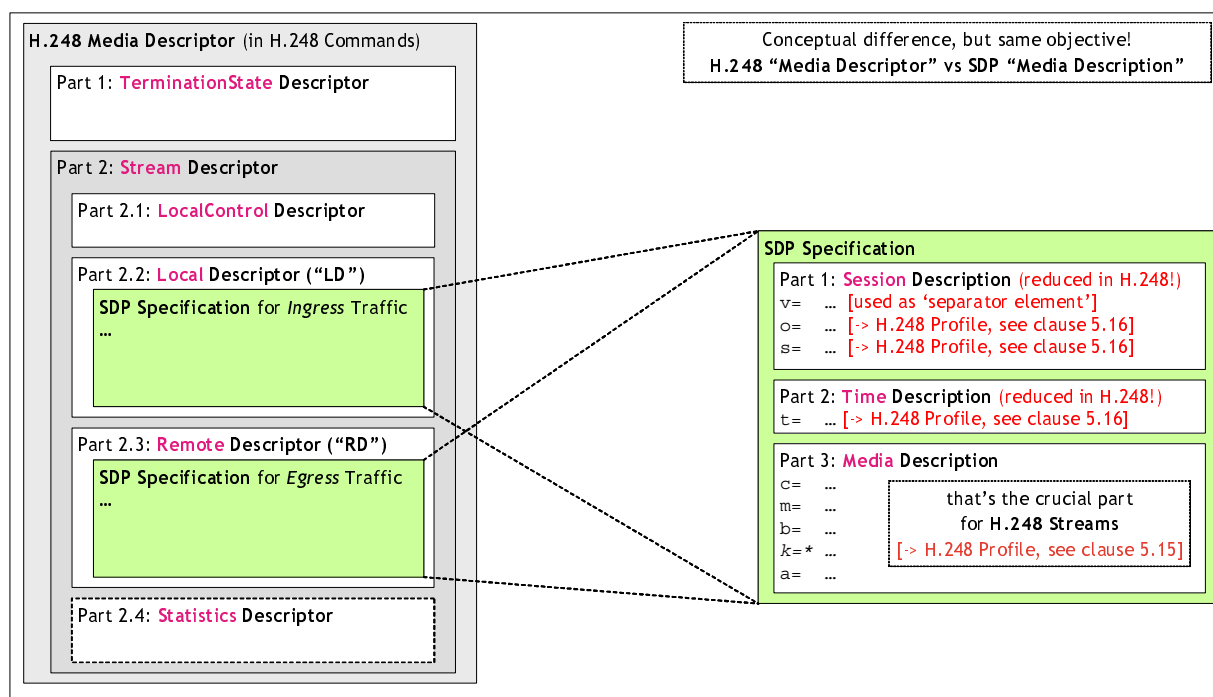 H.248 Media Descriptor (in H.248 Commands)
Part 1: TerminationState Descriptor
Part 2: Stream Descriptor
Part 2.1: LocalControl Descriptor
Part 2.2: Local Descriptor (“LD”)
SDP Specification for Ingress Traffic
…
Part 2.3: Remote Descriptor (“RD”)
SDP Specification for Egress Traffic
…
Part 2.4: Statistics Descriptor
Conceptual difference, but same objective!
H.248 “Media Descriptor” vs SDP “Media Description”
SDP Specification
Part 1: Session Description (reduced in H.248!)
v= … [used as ‘separator element’]
o= … [-> H.248 Profile, see clause 5.16]
s= … [-> H.248 Profile, see clause 5.16]
Part 2: Time Description (reduced in H.248!)
t= … [-> H.248 Profile, see clause 5.16]
Part 3: Media Description
c= …
m= …
b= …
k=* …
a= …
that’s the crucial part
for H.248 Streams
[-> H.248 Profile, see clause 5.15]